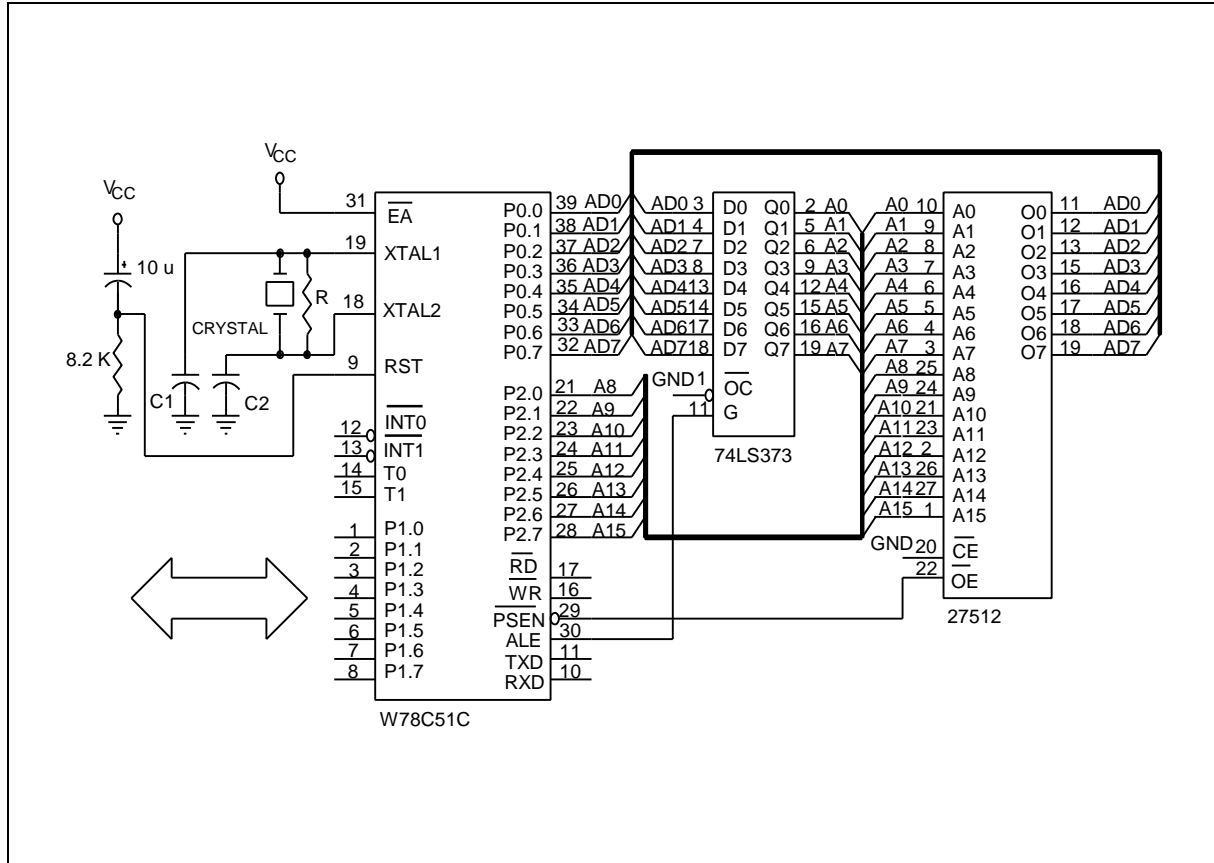 VCC
VCC
10 u
8.2 K
C1
C2
CRYSTAL
R
31 EA
19 XTAL1
18 XTAL2
9 RST
12 INT0
13 INT1
14 T0
15 T1
1 P1.0
2 P1.1
3 P1.2
4 P1.3
5 P1.4
6 P1.5
7 P1.6
8 P1.7
P0.0 39 AD0
P0.1 38 AD1
P0.2 37 AD2
P0.3 36 AD3
P0.4 35 AD4
P0.5 34 AD5
P0.6 33 AD6
P0.7 32 AD7
P2.0 21 A8
P2.1 22 A9
P2.2 23 A10
P2.3 24 A11
P2.4 25 A12
P2.5 26 A13
P2.6 27 A14
P2.7 28 A15
RD 17
WR 16
PSEN 29
ALE 30
TXD 11
RXD 10
W78C51C
AD0 3 D0 Q0 2 A0
AD1 4 D1 Q1 5 A1
AD2 7 D2 Q2 6 A2
AD3 8 D3 Q3 9 A3
AD4 13 D4 Q4 12 A4
AD5 14 D5 Q5 15 A5
AD6 17 D6 Q6 16 A6
AD7 18 D7 Q7 19 A7
GND 1 OC
11 G
74LS373
A0 10 A0 O0 11 AD0
A1 9 A1 O1 12 AD1
A2 8 A2 O2 13 AD2
A3 7 A3 O3 15 AD3
A4 6 A4 O4 16 AD4
A5 5 A5 O5 17 AD5
A6 4 A6 O6 18 AD6
A7 3 A7 O7 19 AD7
A8 25 A8
A9 24 A9
A10 21 A10
A11 23 A11
A12 2 A12
A13 26 A13
A14 27 A14
A15 1 A15
GND 20 CE
22 OE
27512